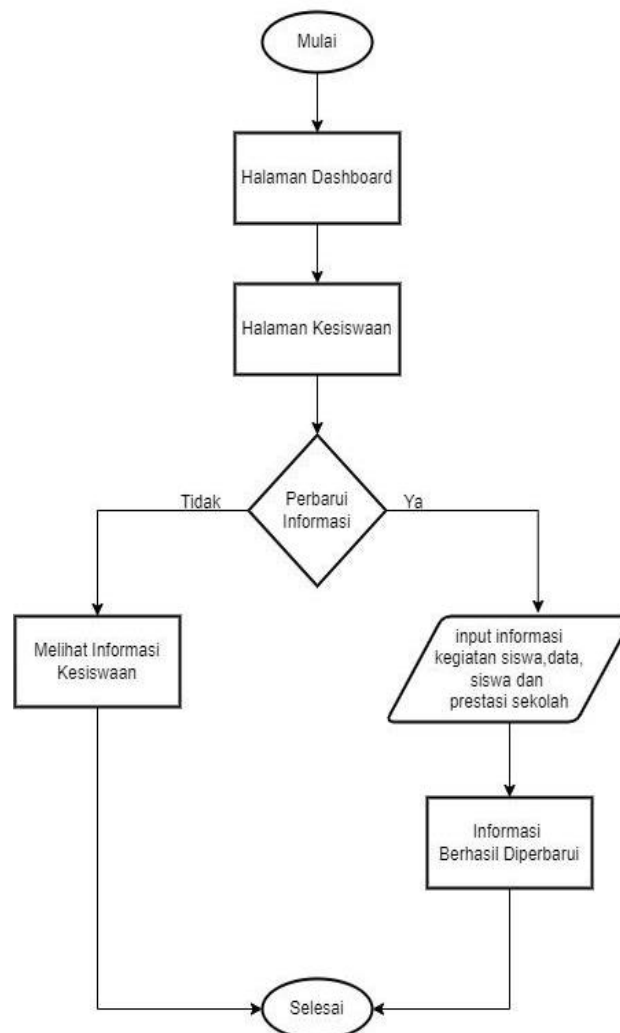 Mulai
Halaman Dashboard
Halaman Kesiswaan
Perbarui
Informasi
Tidak
Ya
Melihat Informasi
Kesiswaan
input informasi
kegiatan siswa,data,
siswa dan
prestasi sekolah
Informasi
Berhasil Diperbarui
Selesai